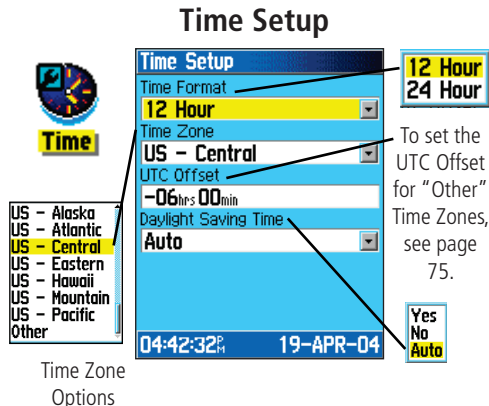 Time Setup
Time
Time Setup
Time Format
12 Hour
Time Zone
US - Central
UTC Offset
-06hrs 00min
Daylight Saving Time
Auto
04:42:32PM 19-APR-04
12 Hour
24 Hour
To set the
UTC Offset
for “Other”
Time Zones,
see page
75.
US - Alaska
US - Atlantic
US - Central
US - Eastern
US - Hawaii
US - Mountain
US - Pacific
Other
Time Zone
Options
Yes
No
Auto